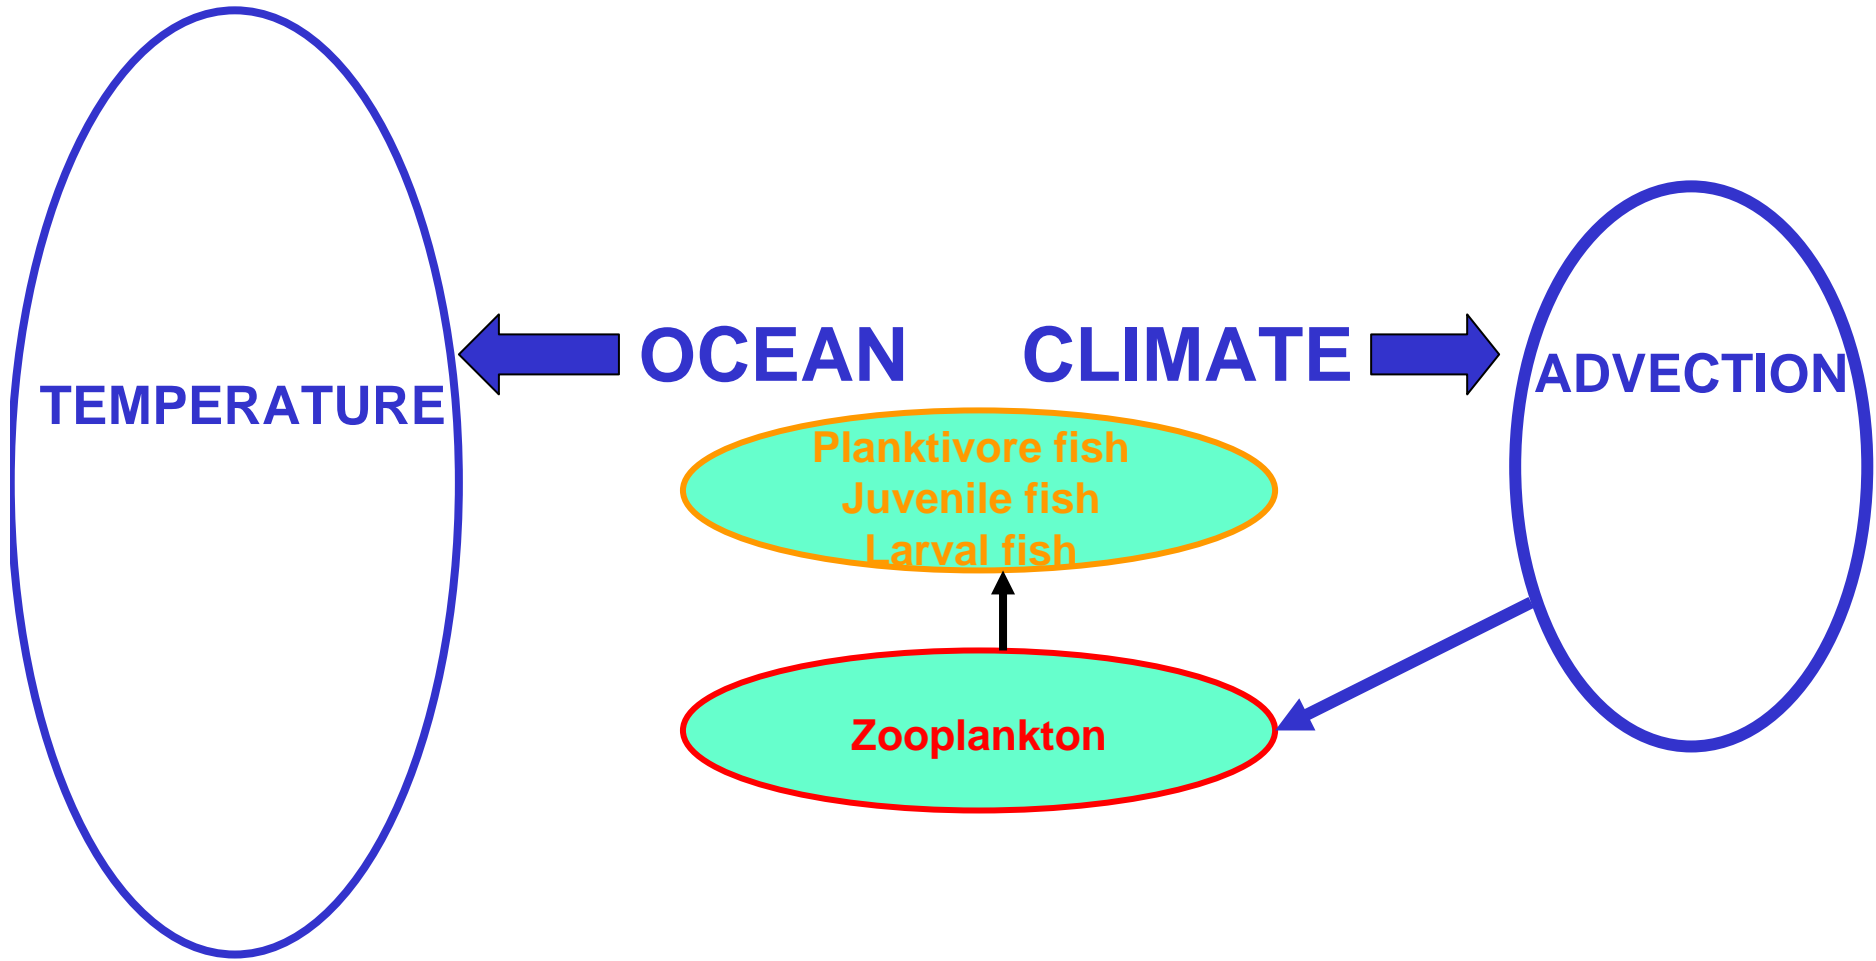 OCEAN CLIMATE
TEMPERATURE
ADVECTION
Planktivore fish
Juvenile fish
Larval fish
Zooplankton